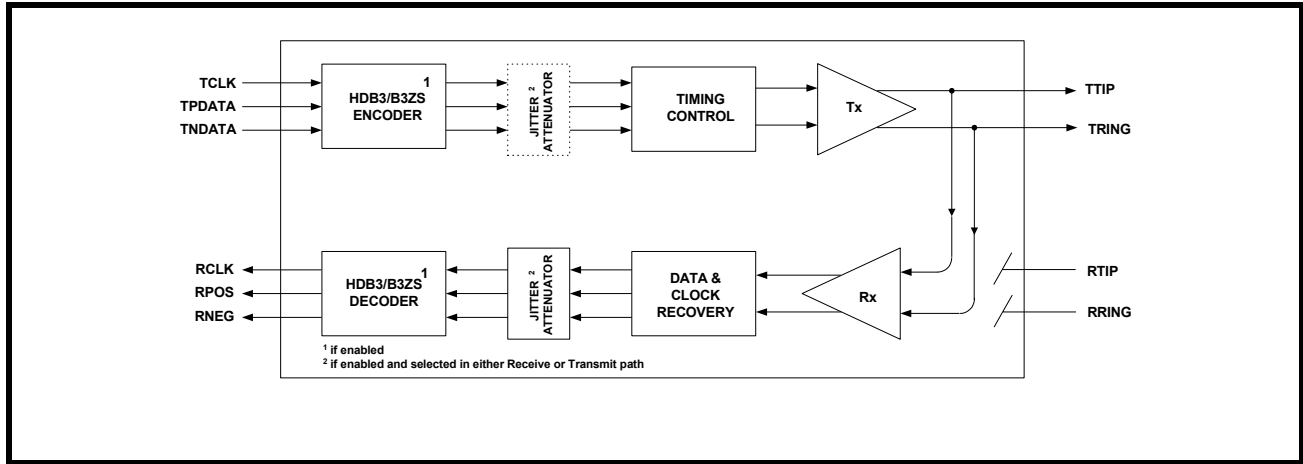 TCLK
TPDATA
TNDATA
HDB3/B3ZS 1
ENCODER
JITTER 2
ATTENUATOR
TIMING
CONTROL
Tx
TTIP
TRING
RCLK
RPOS
RNEG
HDB3/B3ZS 1
DECODER
JITTER 2
ATTENUATOR
DATA &
CLOCK
RECOVERY
Rx
RTIP
RRING
1 if enabled
2 if enabled and selected in either Receive or Transmit path